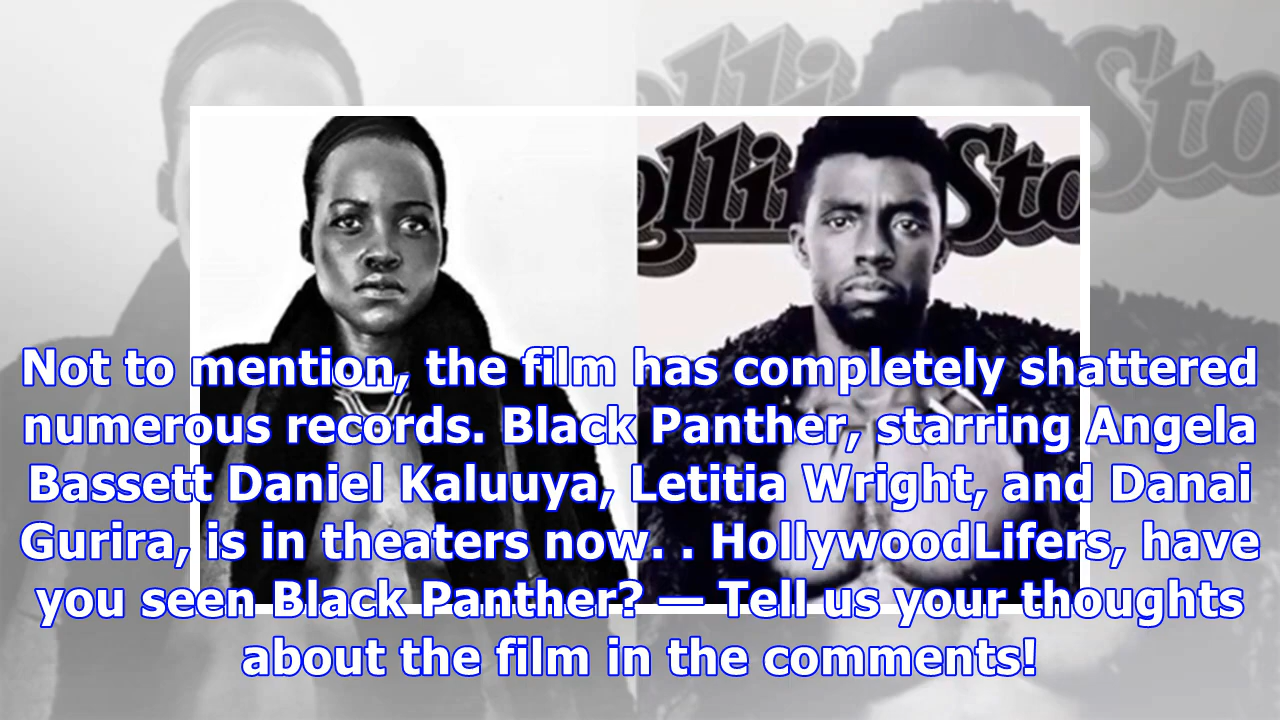 ollin Sto
Not to mention, the film has completely shattered
numerous records. Black Panther, starring Angela
Bassett Daniel Kaluuya, Letitia Wright, and Danai
Gurira, is in theaters now. . HollywoodLifers, have
you seen Black Panther? — Tell us your thoughts
about the film in the comments!